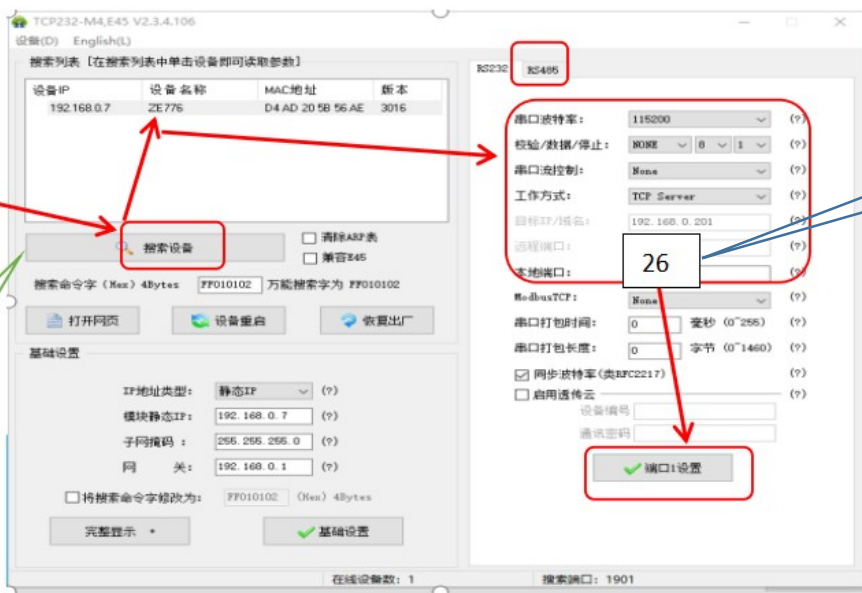 TCP232-M4,E45 V2.3.4.106
设备(D) English(L)
搜索列表 [在搜索列表中单击设备即可读取参数]
设备IP 设备名称 MAC地址 版本
192.168.0.7 ZE776 D4 AD 20 5B 56 AE 3016
搜索设备
清除ARP表
兼容E45
搜索命令字 (Hex) 4Bytes FF010102 万能搜索字为 FF010102
打开网页 设备重启 恢复出厂
基础设置
IP地址类型: 静态IP (?)
模块静态IP: 192.168.0.7 (?)
子网掩码 : 255.255.255.0 (?)
网 关: 192.168.0.1 (?)
将搜索命令字修改为: FF010102 (Hex) 4Bytes
完整显示 + 基础设置
RS232 RS485
串口波特率: 115200 (?)
校验/数据/停止: NONE 8 1 (?)
串口流控制: None (?)
工作方式: TCP Server (?)
目标IP/域名: 192.168.0.201 (?)
远程端口: (?)
26
本地端口: (?)
ModbusTCP: None (?)
串口打包时间: 0 毫秒 (0~255) (?)
串口打包长度: 0 字节 (0~1460) (?)
同步波特率(类RFC2217) (?)
启用透传云 (?)
设备编号
通讯密码
端口1设置
在线设备数: 1 搜索端口: 1901